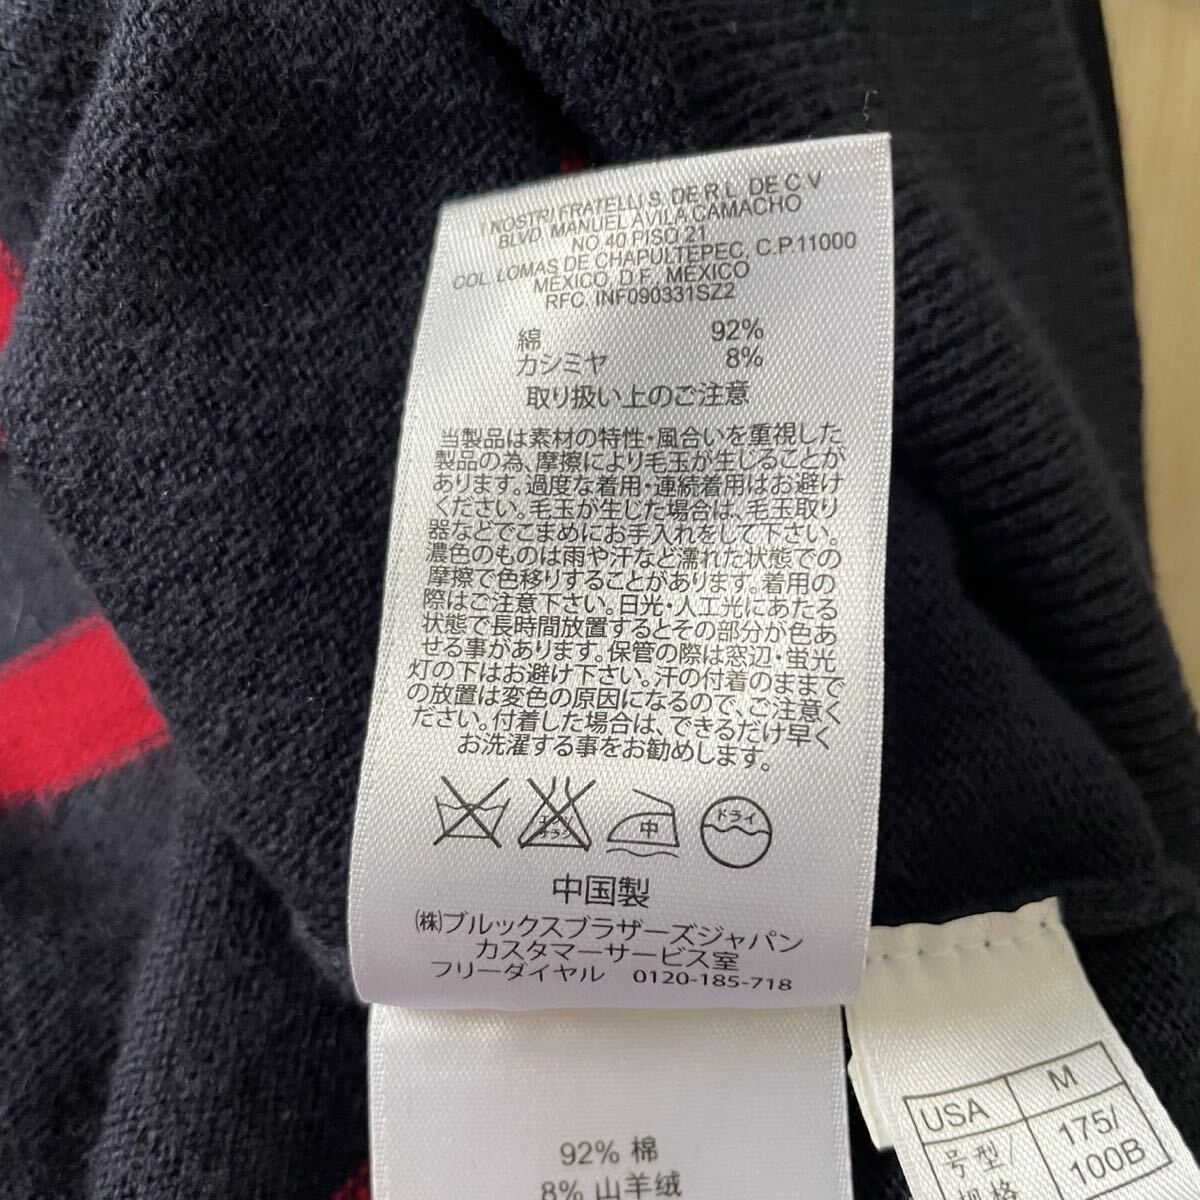 I NOSTRI FRATELLI S. DE R.L. DE C V
BLVD. MANUEL AVILA CAMACHO
NO 40 PISO 21
COL. LOMAS DE CHAPULTEPEC, C.P.11000
MEXICO, D.F. MEXICO
RFC. INF090331SZ2
綿 92%
カシミヤ 8%
取り扱い上のご注意
当製品は素材の特性・風合いを重視した
製品の為、摩擦により毛玉が生じることが
あります。過度な着用・連続着用はお避け
ください。毛玉が生じた場合は、毛玉取り
器などでこまめにお手入れをして下さい。
濃色のものは雨や汗など濡れた状態での
摩擦で色移りすることがあります。着用の
際はご注意下さい。日光・人工光にあたる
状態で長時間放置するとその部分が色あ
せる事があります。保管の際は窓辺・蛍光
灯の下はお避け下さい。汗の付着のままで
の放置は変色の原因になるので、ご注意く
ださい。付着した場合は、できるだけ早く
お洗濯する事をお勧めします。
エンソ
サラシ
中
ドライ
中国製
㈱ブルックスブラザーズジャパン
カスタマーサービス室
フリーダイヤル 0120-185-718
92% 棉
8% 山羊绒
USA M
号型/ 175/
规格 100B